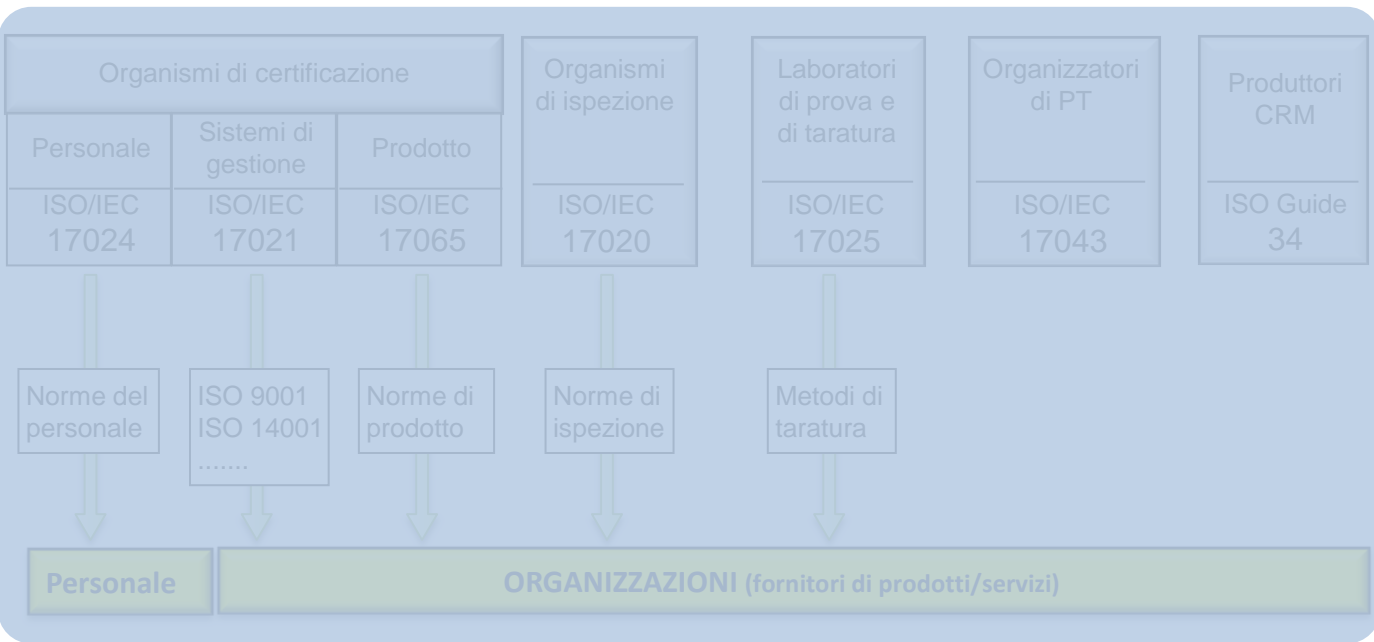 Organismi di certificazione
Personale
ISO/IEC
17024
Sistemi di
gestione
ISO/IEC
17021
Prodotto
ISO/IEC
17065
Organismi
di ispezione
ISO/IEC
17020
Laboratori
di prova e
di taratura
ISO/IEC
17025
Organizzatori
di PT
ISO/IEC
17043
Produttori
CRM
ISO Guide
34
Norme del
personale
ISO 9001
ISO 14001
.......
Norme di
prodotto
Norme di
ispezione
Metodi di
taratura
Personale
ORGANIZZAZIONI (fornitori di prodotti/servizi)